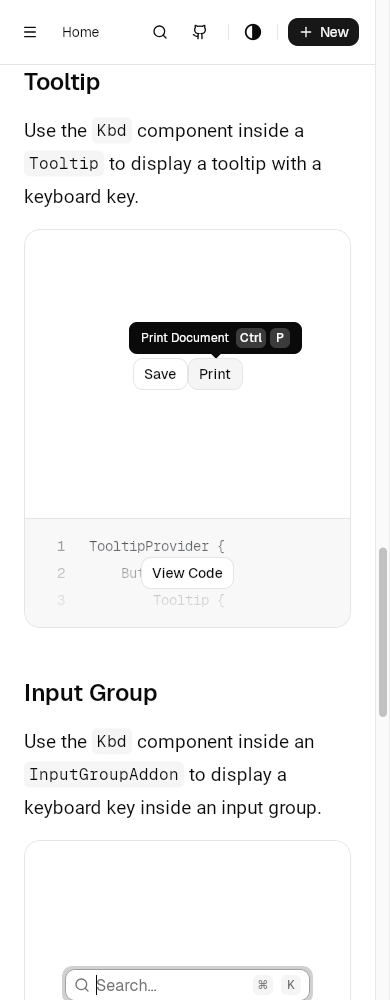 Home
New
Tooltip
Use the Kbd component inside a
Tooltip to display a tooltip with a
keyboard key.
Print Document Ctrl P
Save Print
1 TooltipProvider {
2
View Code
3 Tooltip {
Input Group
Use the Kbd component inside an
InputGroupAddon to display a
keyboard key inside an input group.
Search... ⌘ K